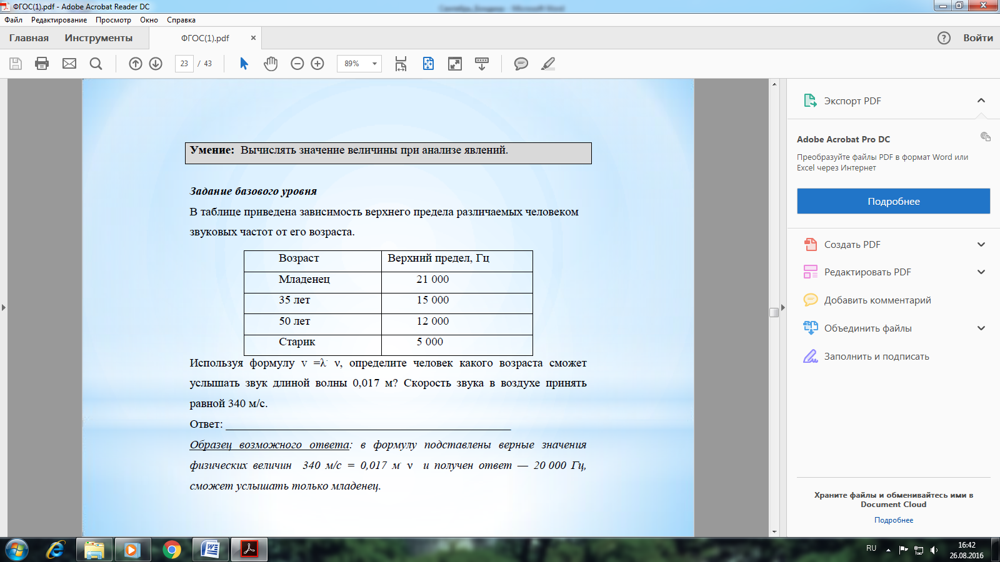 ФГОС(1).pdf - Adobe Acrobat Reader DC
Файл Редактирование Просмотр Окно Справка
Главная Инструменты ФГОС(1).pdf × ? Войти
23 / 43 89%
Умение: Вычислять значение величины при анализе явлений.
Задание базового уровня
В таблице приведена зависимость верхнего предела различаемых человеком
звуковых частот от его возраста.
Возраст Верхний предел, Гц
Младенец 21 000
35 лет 15 000
50 лет 12 000
Старик 5 000
Используя формулу v =λ· ν, определите человек какого возраста сможет
услышать звук длиной волны 0,017 м? Скорость звука в воздухе принять
равной 340 м/с.
Ответ: ________________________________________________
Образец возможного ответа: в формулу подставлены верные значения
физических величин 340 м/с = 0,017 м· ν и получен ответ — 20 000 Гц,
сможет услышать только младенец.
Экспорт PDF
Adobe Acrobat Pro DC
Преобразуйте файлы PDF в формат Word или
Excel через Интернет
Подробнее
Создать PDF
Редактировать PDF
Добавить комментарий
Объединить файлы
Заполнить и подписать
Храните файлы и обменивайтесь ими в
Document Cloud
Подробнее
RU 16:42
26.08.2016